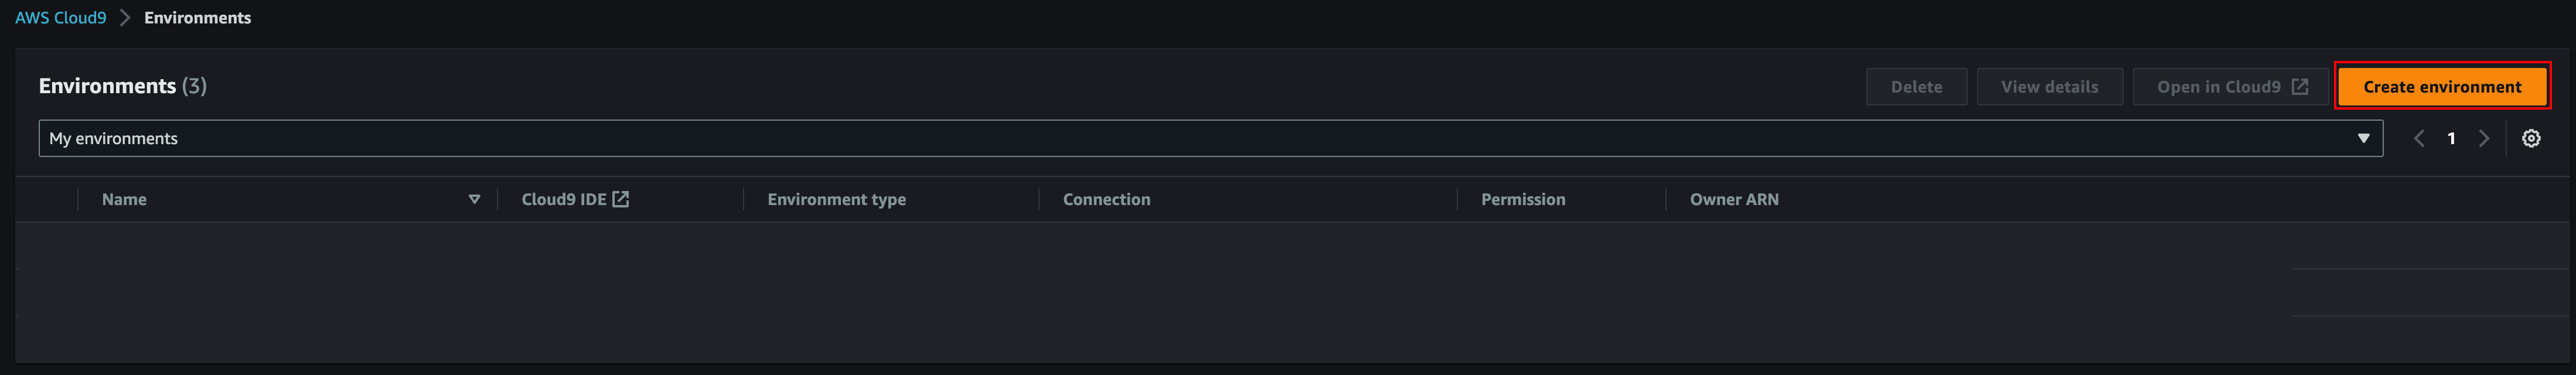 AWS Cloud9 > Environments
Environments (3)
Delete
View details
Open in Cloud9
Create environment
My environments
1
Name
Cloud9 IDE
Environment type
Connection
Permission
Owner ARN